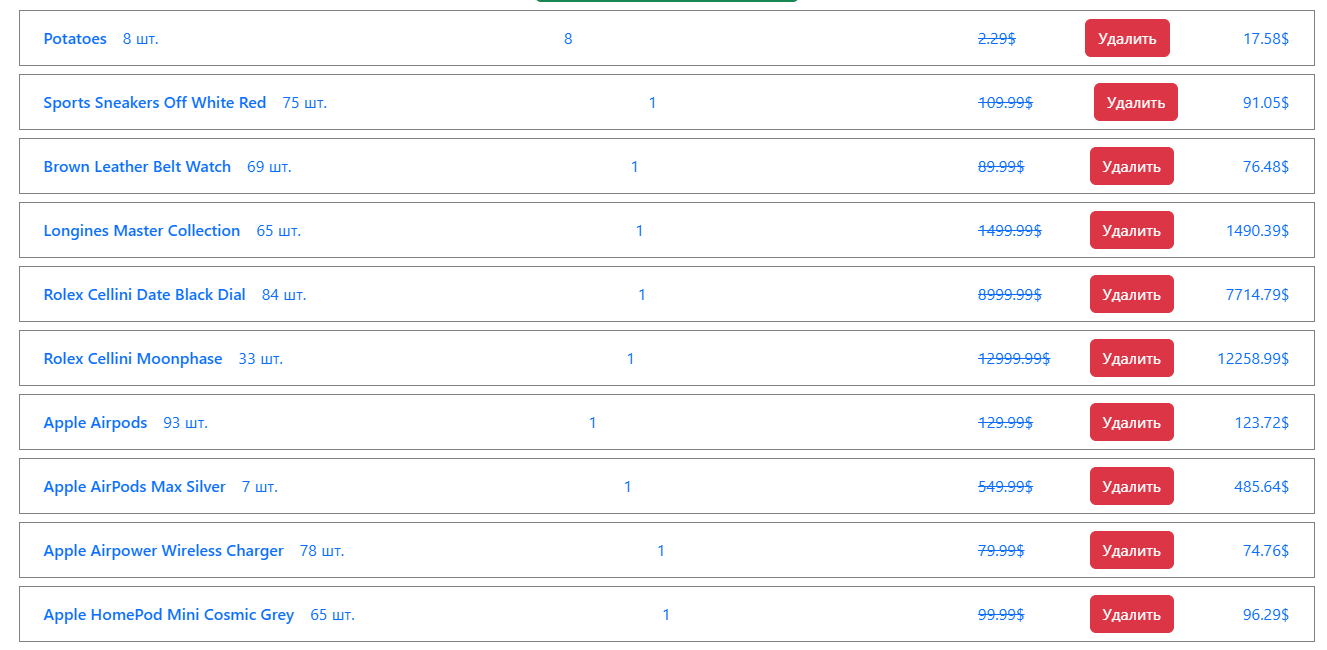 Potatoes 8 шт. 8 2.29$ Удалить 17.58$
Sports Sneakers Off White Red 75 шт. 1 109.99$ Удалить 91.05$
Brown Leather Belt Watch 69 шт. 1 89.99$ Удалить 76.48$
Longines Master Collection 65 шт. 1 1499.99$ Удалить 1490.39$
Rolex Cellini Date Black Dial 84 шт. 1 8999.99$ Удалить 7714.79$
Rolex Cellini Moonphase 33 шт. 1 12999.99$ Удалить 12258.99$
Apple Airpods 93 шт. 1 129.99$ Удалить 123.72$
Apple AirPods Max Silver 7 шт. 1 549.99$ Удалить 485.64$
Apple Airpower Wireless Charger 78 шт. 1 79.99$ Удалить 74.76$
Apple HomePod Mini Cosmic Grey 65 шт. 1 99.99$ Удалить 96.29$